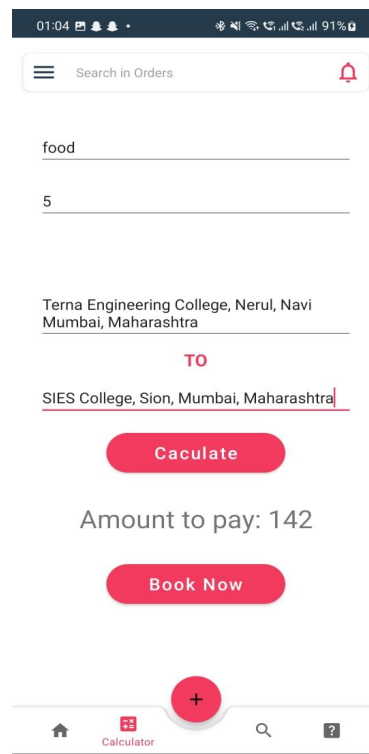 01:04 91%
Search in Orders
food
5
Terna Engineering College, Nerul, Navi
Mumbai, Maharashtra
TO
SIES College, Sion, Mumbai, Maharashtra
Caculate
Amount to pay: 142
Book Now
+
Calculator
?